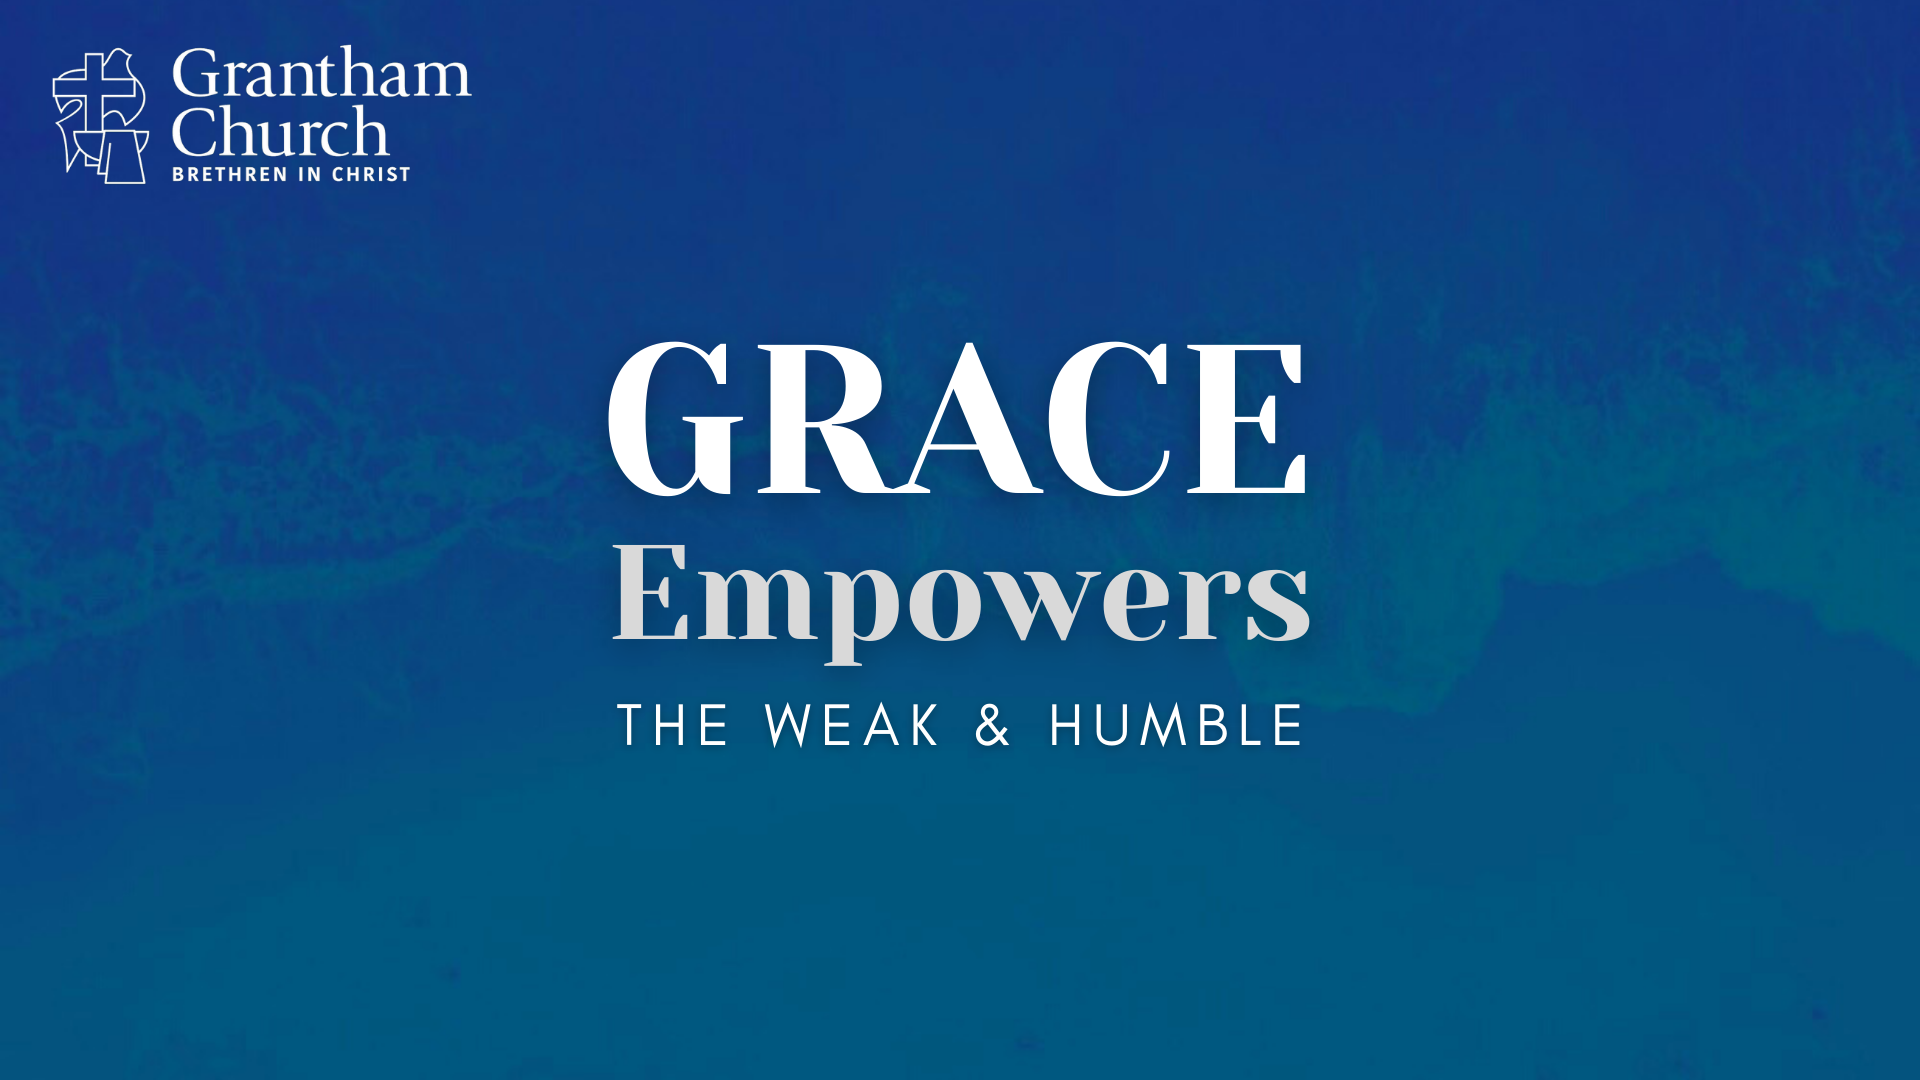 Grantham
Church
BRETHREN IN CHRIST
GRACE
Empowers
THE WEAK & HUMBLE